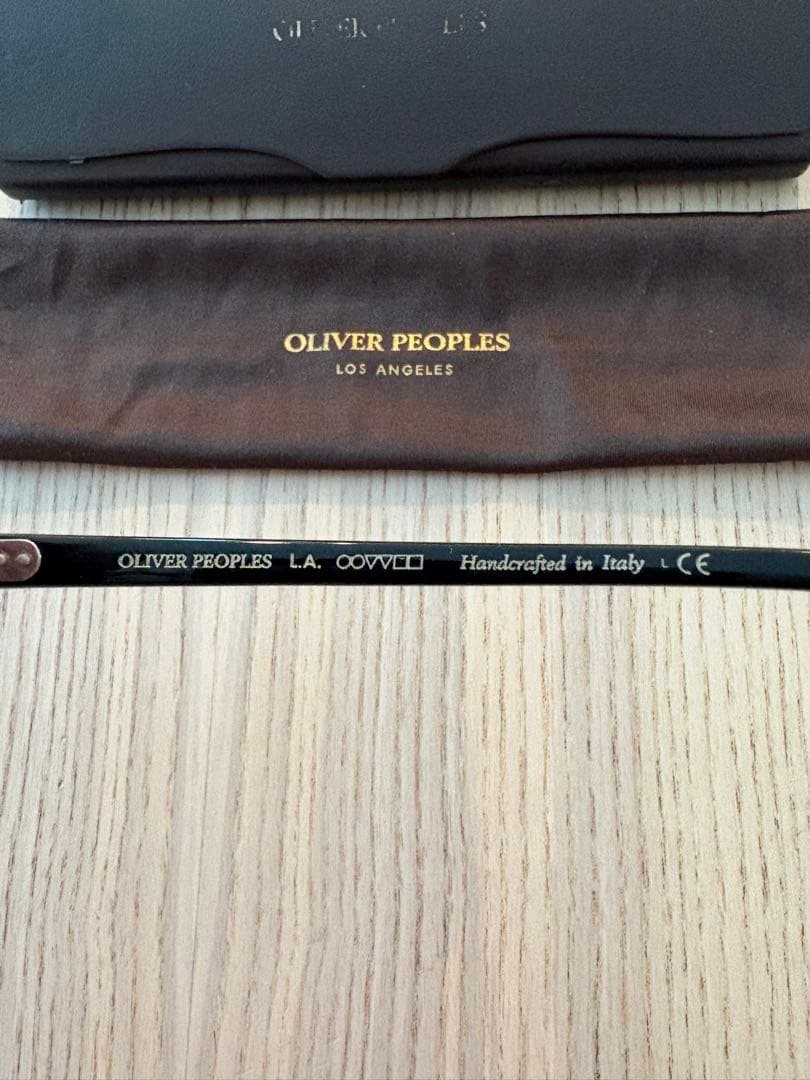 OLIVER PEOPLES
LOS ANGELES
OLIVER PEOPLES L.A. Handcrafted in Italy L CE